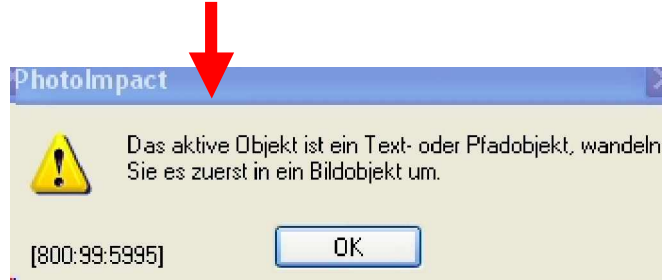 PhotoImpact
Das aktive Objekt ist ein Text- oder Pfadobjekt, wandeln
Sie es zuerst in ein Bildobjekt um.
OK
[800:99:5995]